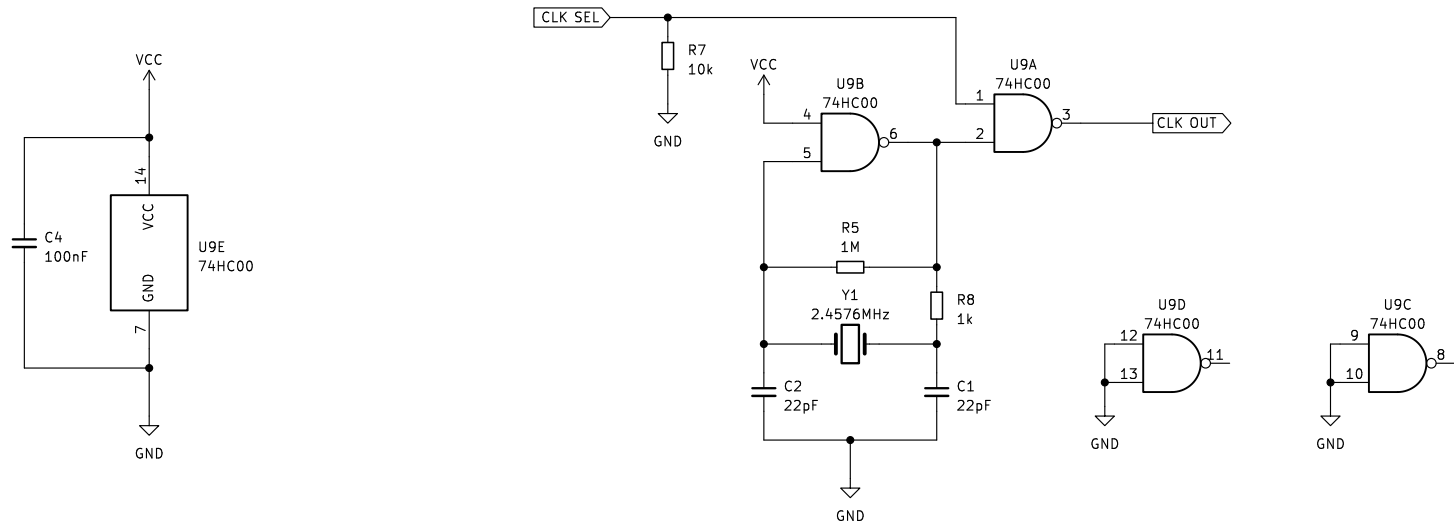 CLK SEL
R7
10k
GND
VCC
14
VCC
GND
7
C4
100nF
U9E
74HC00
GND
VCC
U9B
74HC00
4
5
6
U9A
74HC00
1
2
3
CLK OUT
R5
1M
Y1
2.4576MHz
R8
1k
C2
22pF
C1
22pF
GND
U9D
74HC00
12
13
11
GND
U9C
74HC00
9
10
8
GND